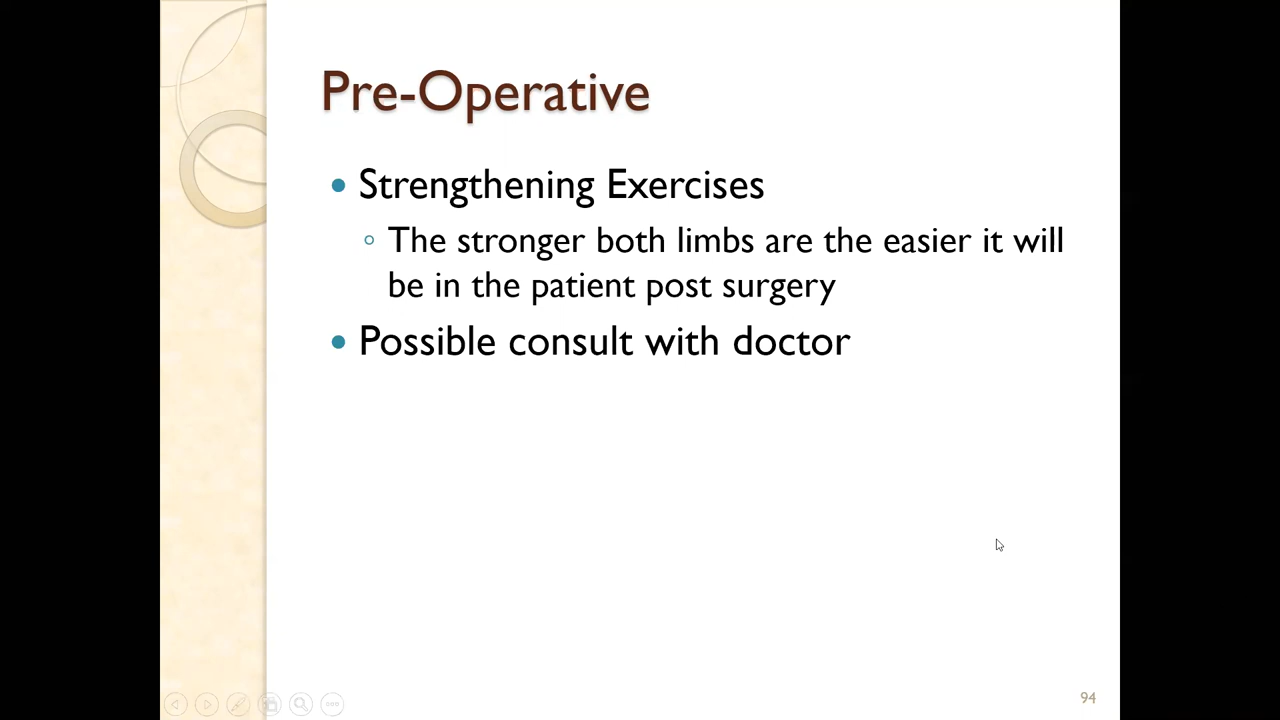 Pre-Operative
Strengthening Exercises
The stronger both limbs are the easier it will
be in the patient post surgery
Possible consult with doctor
94